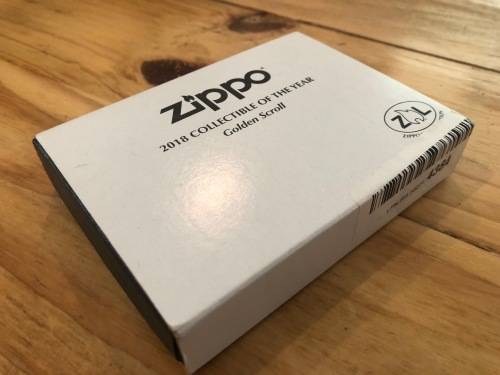 zippo
2018 COLLECTIBLE OF THE YEAR
Golden Scroll